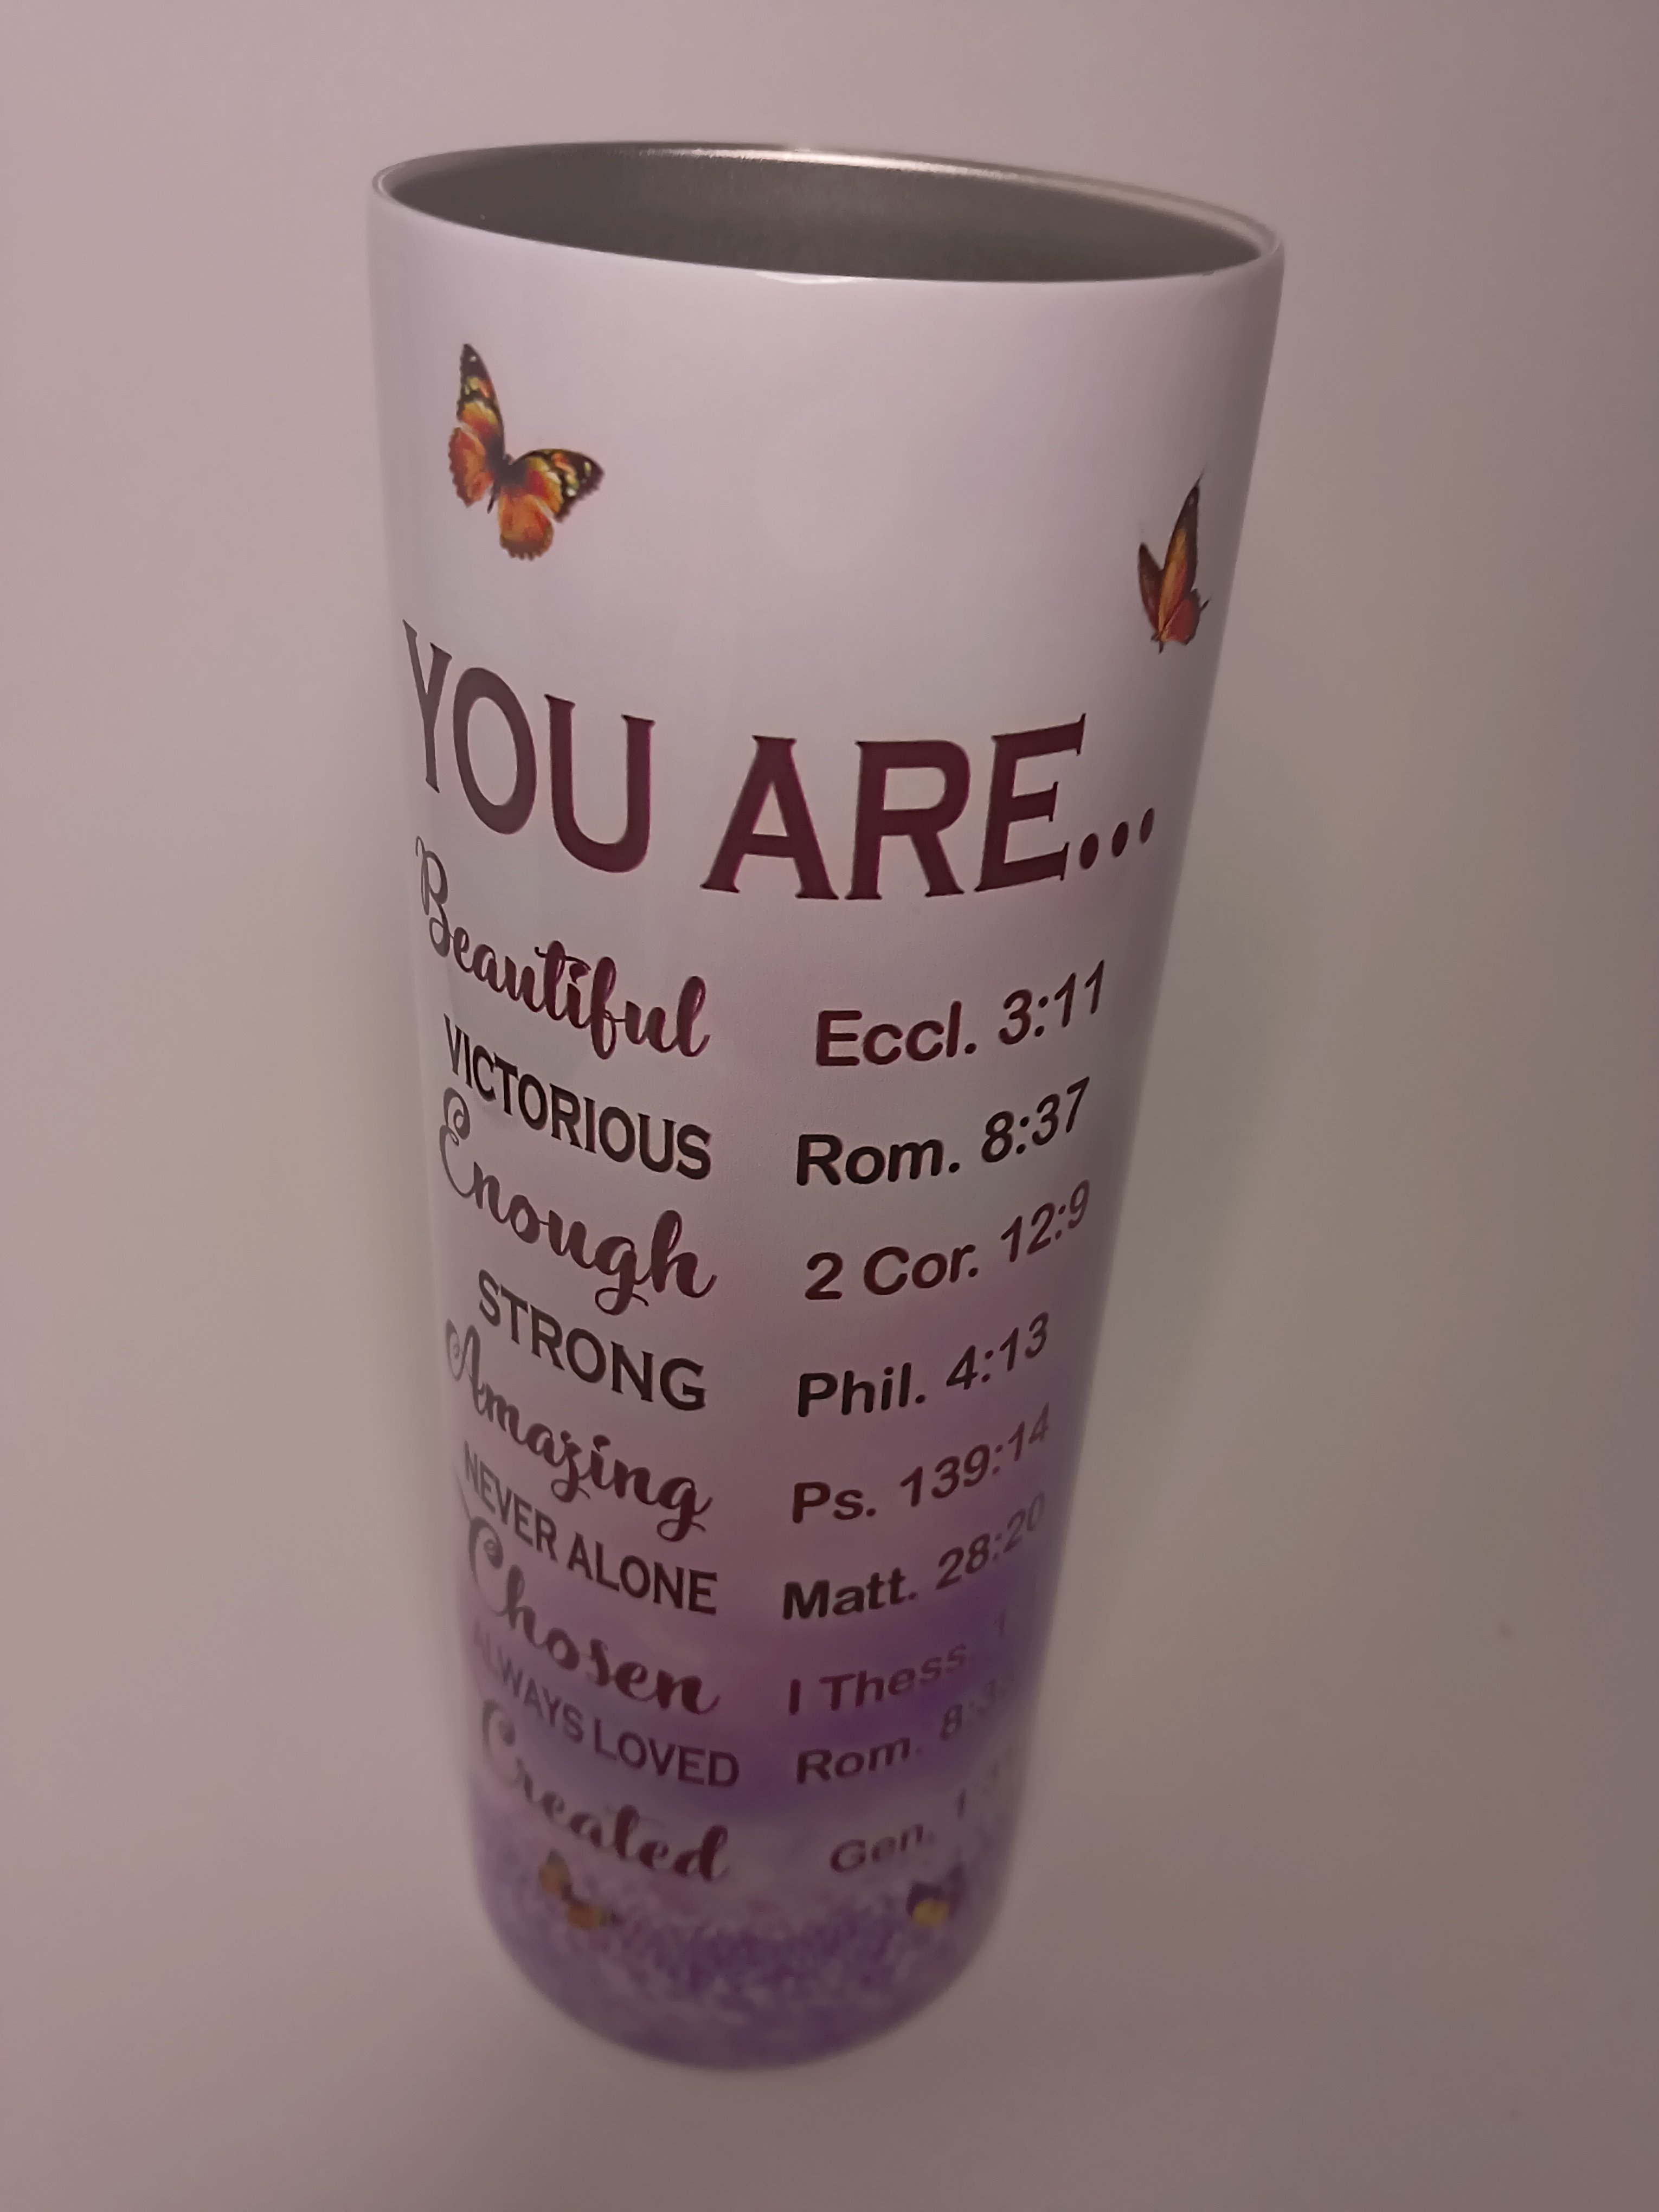 YOU ARE...
Beautiful Eccl. 3:11
VICTORIOUS Rom. 8:37
Enough 2 Cor. 12:9
STRONG Phil. 4:13
Amazing Ps. 139:14
NEVER ALONE Matt. 28:20
Chosen I Thess.
ALWAYS LOVED Rom.
Created Gen.